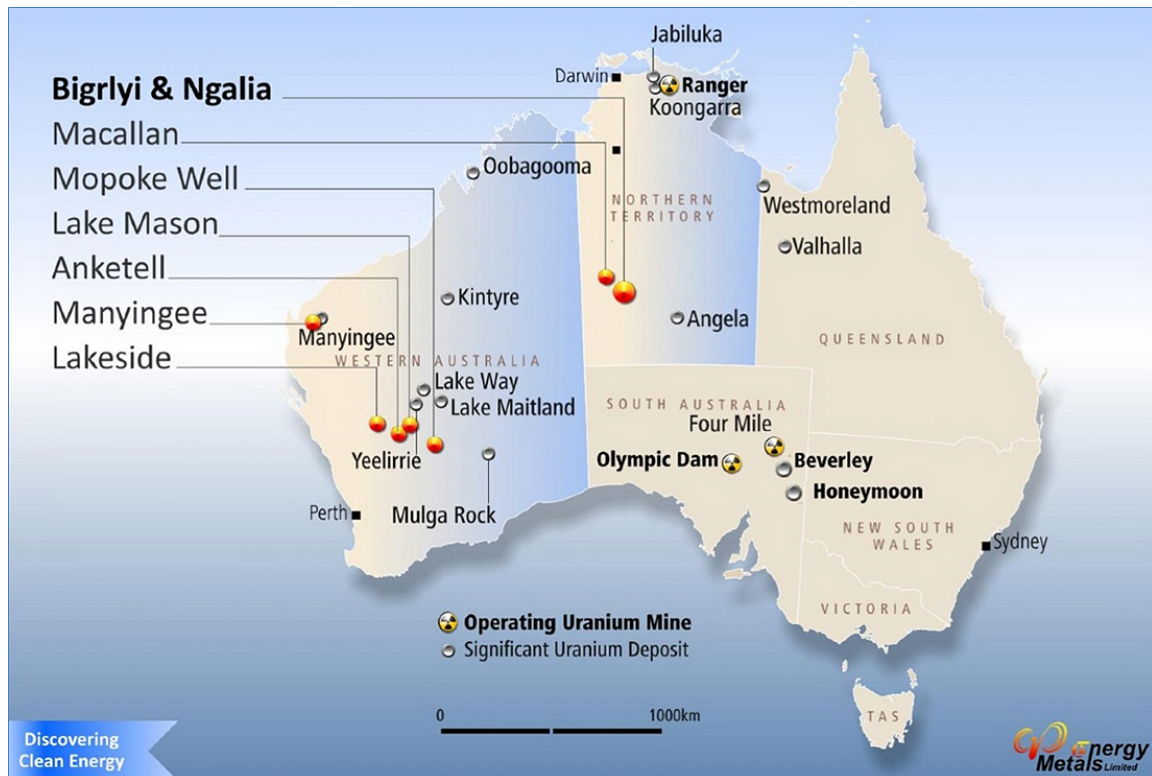 Bigrlyi & Ngalia
Macallan
Mopoke Well
Lake Mason
Anketell
Manyingee
Lakeside
Jabiluka
Darwin
Ranger
Koongarra
Oobagooma
NORTHERN
TERRITORY
Westmoreland
Valhalla
Kintyre
Angela
Manyingee
WESTERN AUSTRALIA
QUEENSLAND
Lake Way
Lake Maitland
SOUTH AUSTRALIA
Four Mile
Yeelirrie
Olympic Dam
Beverley
Honeymoon
Perth
Mulga Rock
NEW SOUTH
WALES
Sydney
VICTORIA
Operating Uranium Mine
Significant Uranium Deposit
0 1000km
TAS
Discovering
Clean Energy
Energy
Metals Limited